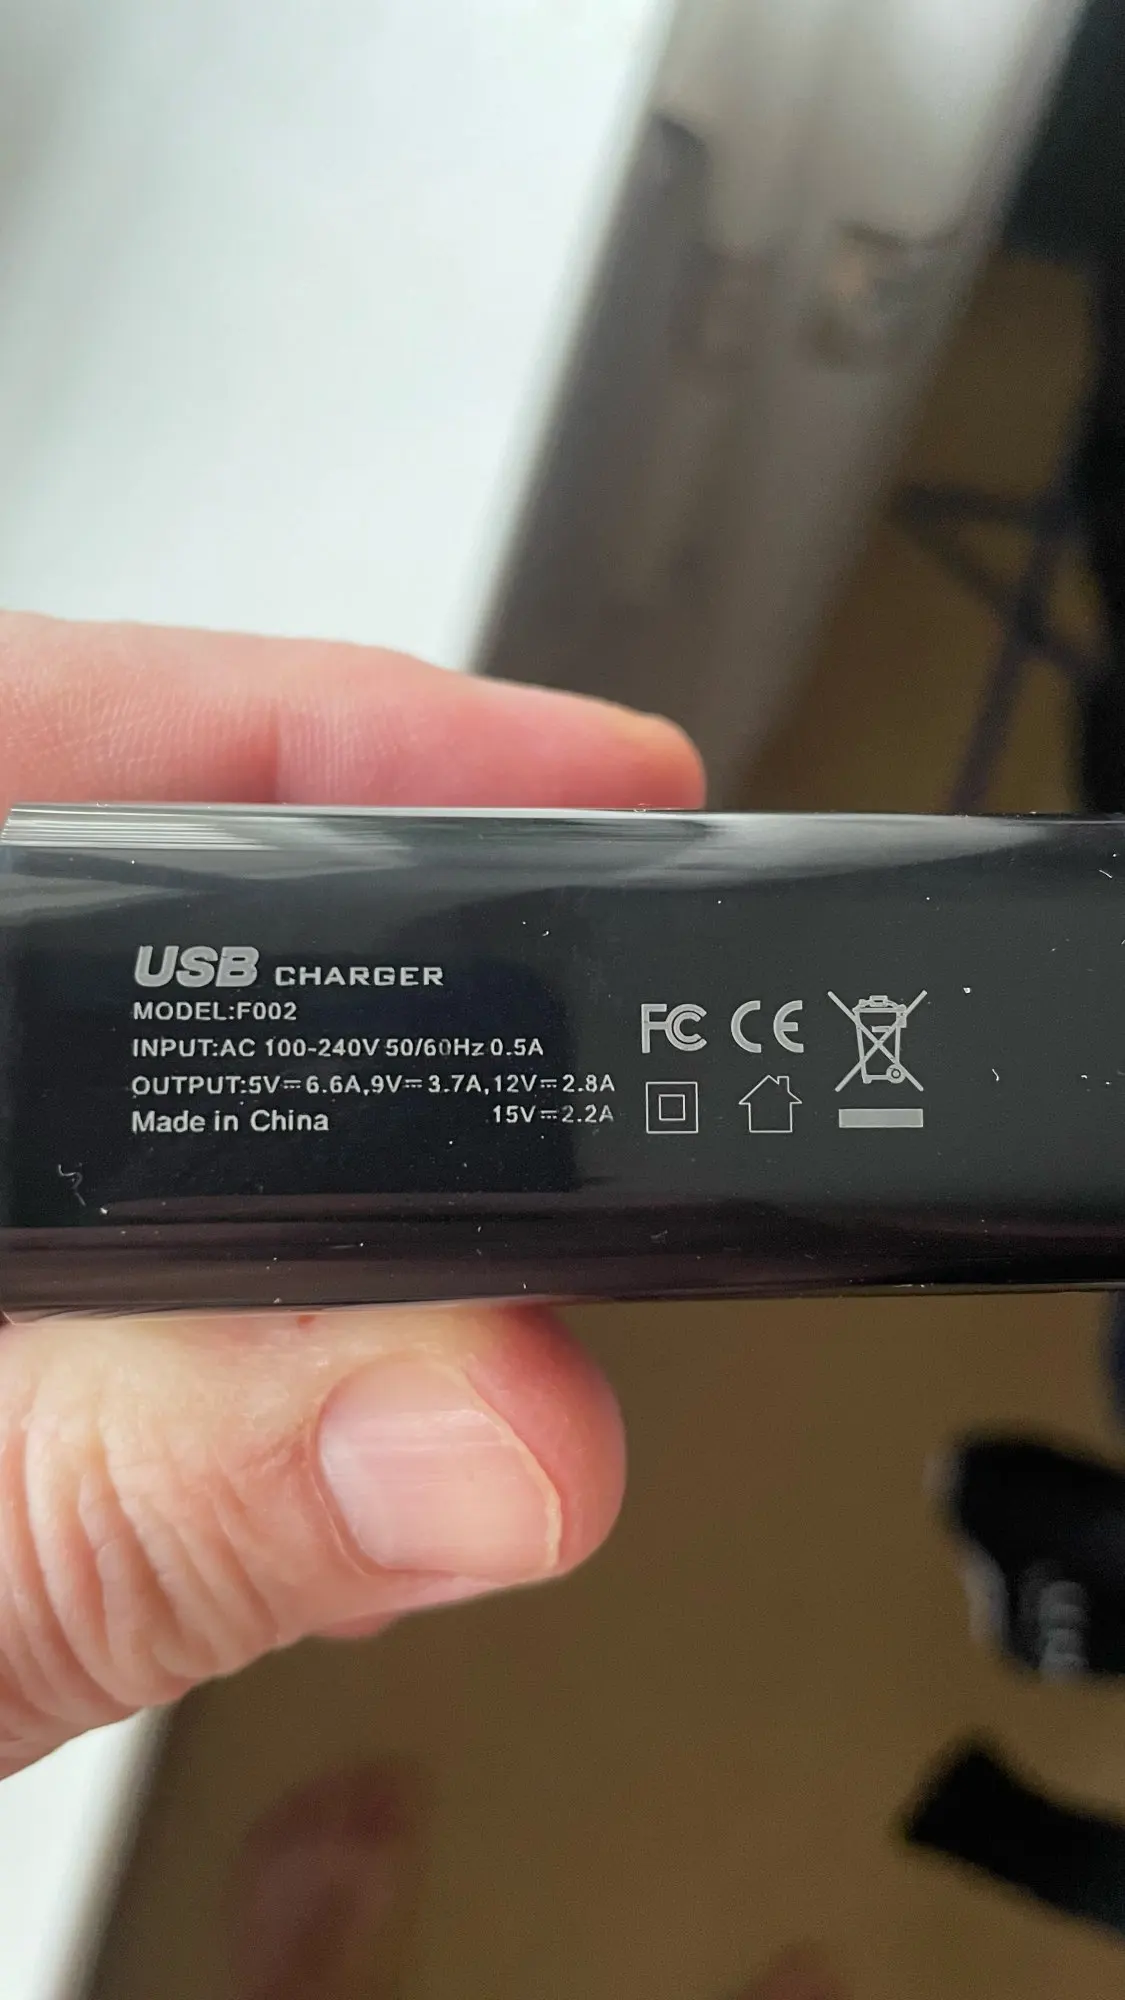 USB CHARGER
MODEL:F002
INPUT:AC 100-240V 50/60Hz 0.5A
OUTPUT:5V⎓6.6A,9V⎓3.7A,12V⎓2.8A
15V⎓2.2A
Made in China
FC CE